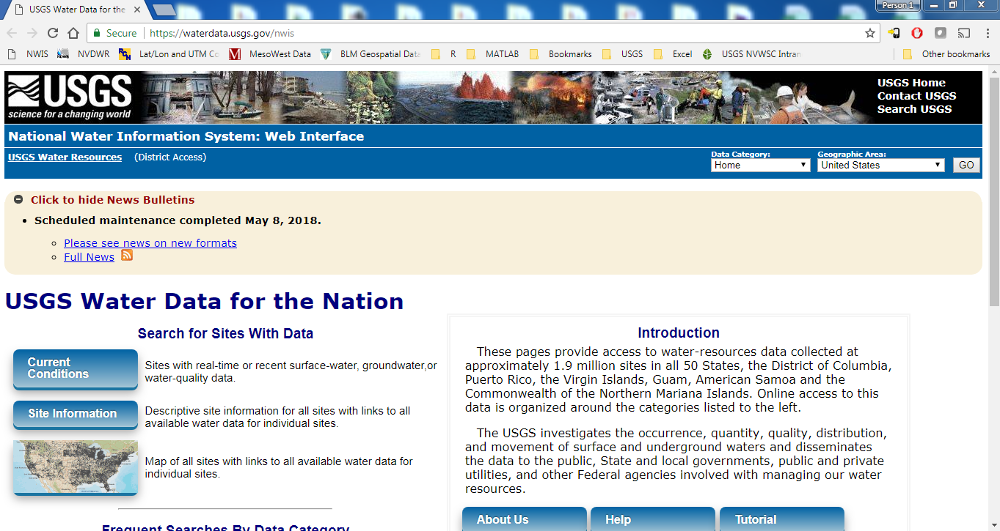 USGS Water Data for the
Person 1
Secure
https://waterdata.usgs.gov/nwis
NWIS
NVDWR
Lat/Lon and UTM Co
MesoWest Data
BLM Geospatial Data
R
MATLAB
Bookmarks
USGS
Excel
USGS NVWSC Intran
Other bookmarks
USGS
science for a changing world
USGS Home
Contact USGS
Search USGS
National Water Information System: Web Interface
USGS Water Resources (District Access)
Data Category:
Home
Geographic Area:
United States
GO
Click to hide News Bulletins
Scheduled maintenance completed May 8, 2018.
Please see news on new formats
Full News
USGS Water Data for the Nation
Search for Sites With Data
Current
Conditions
Sites with real-time or recent surface-water, groundwater,or
water-quality data.
Site Information
Descriptive site information for all sites with links to all
available water data for individual sites.
Map of all sites with links to all available water data for
individual sites.
Frequent Searches By Data Category
Introduction
These pages provide access to water-resources data collected at
approximately 1.9 million sites in all 50 States, the District of Columbia,
Puerto Rico, the Virgin Islands, Guam, American Samoa and the
Commonwealth of the Northern Mariana Islands. Online access to this
data is organized around the categories listed to the left.
The USGS investigates the occurrence, quantity, quality, distribution,
and movement of surface and underground waters and disseminates
the data to the public, State and local governments, public and private
utilities, and other Federal agencies involved with managing our water
resources.
About Us
Help
Tutorial